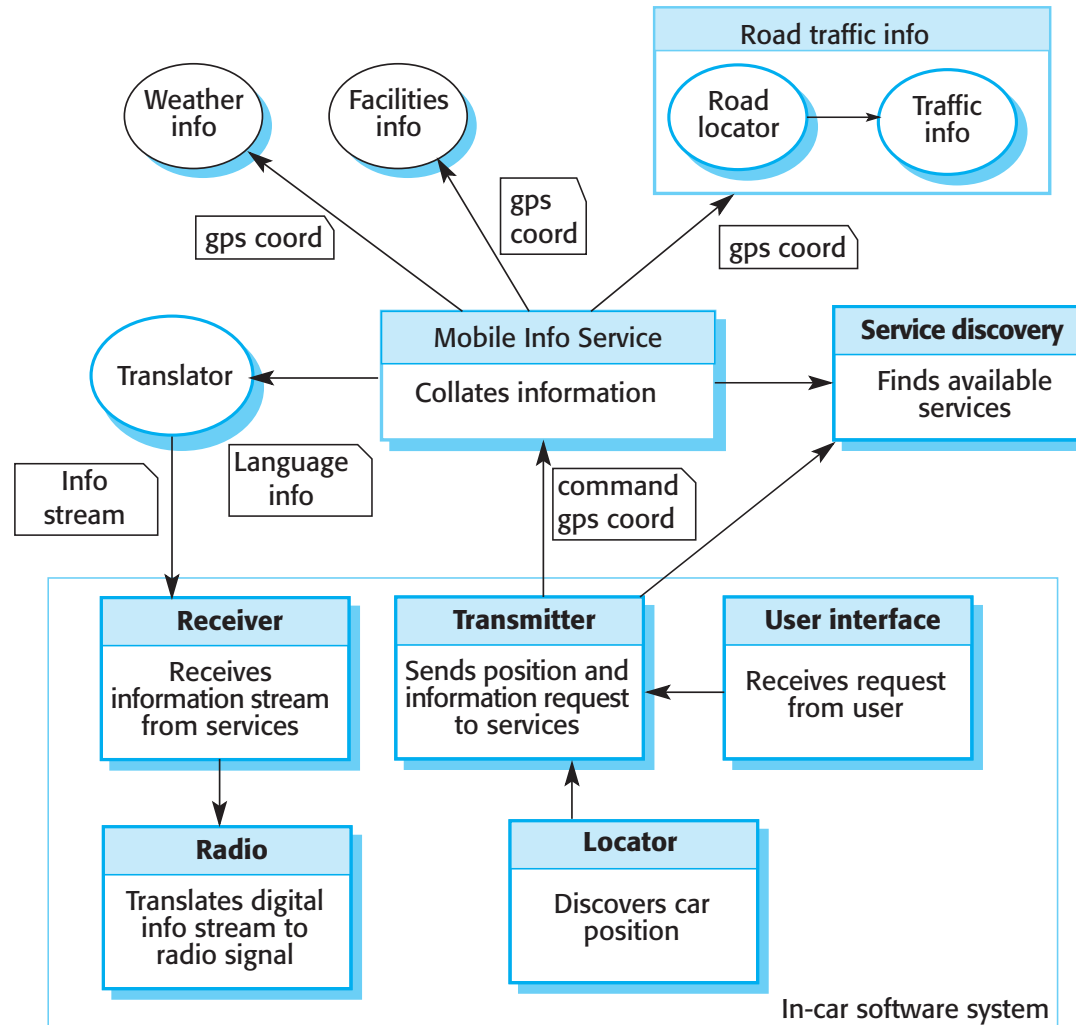 Road traffic info
Weather
info
Facilities
info
Road
locator
Traffic
info
gps coord
gps
coord
gps coord
Mobile Info Service
Collates information
Service discovery
Finds available
services
Translator
Info
stream
Language
info
command
gps coord
Receiver
Receives
information stream
from services
Transmitter
Sends position and
information request
to services
User interface
Receives request
from user
Radio
Translates digital
info stream to
radio signal
Locator
Discovers car
position
In-car software system